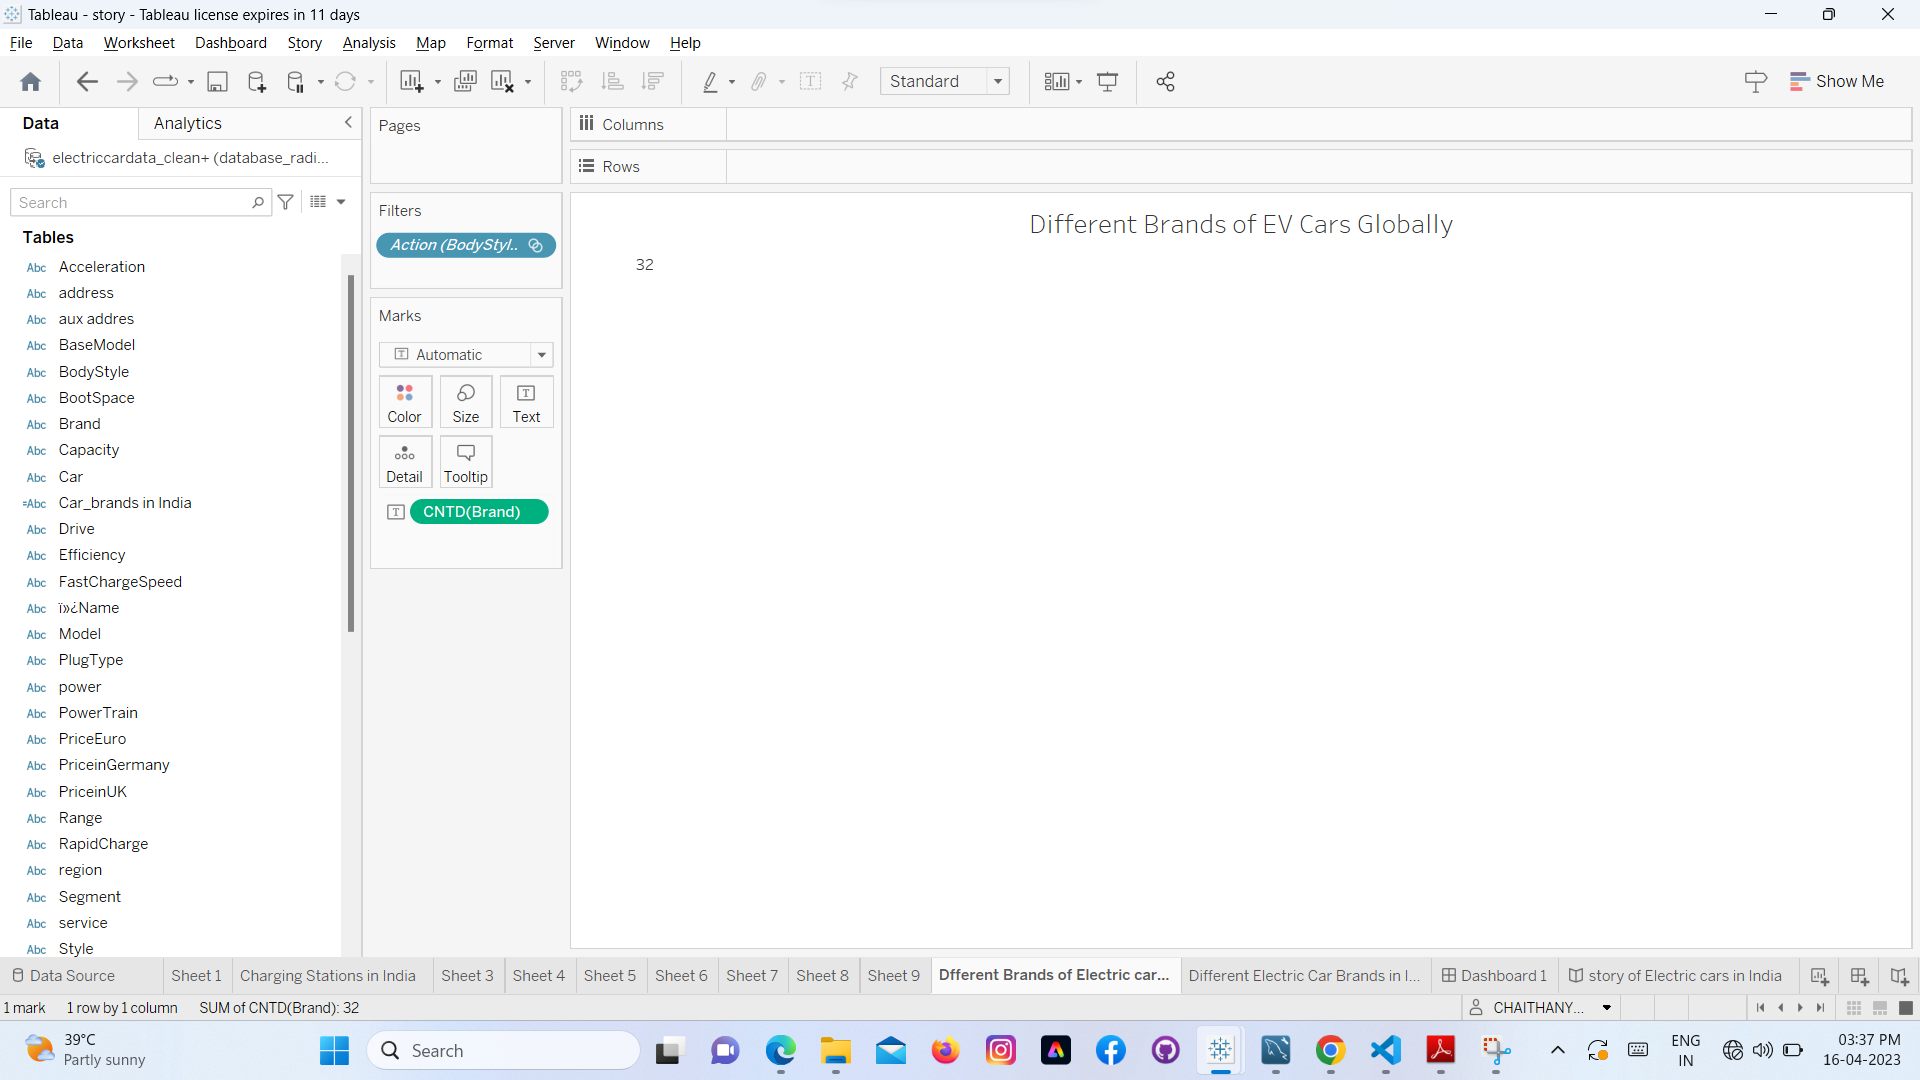 Tableau - story - Tableau license expires in 11 days
File Data Worksheet Dashboard Story Analysis Map Format Server Window Help
Standard
Show Me
Data Analytics
electriccardata_clean+ (database_radi...
Search
Tables
Abc Acceleration
Abc address
Abc aux addres
Abc BaseModel
Abc BodyStyle
Abc BootSpace
Abc Brand
Abc Capacity
Abc Car
=Abc Car_brands in India
Abc Drive
Abc Efficiency
Abc FastChargeSpeed
Abc ï»¿Name
Abc Model
Abc PlugType
Abc power
Abc PowerTrain
Abc PriceEuro
Abc PriceinGermany
Abc PriceinUK
Abc Range
Abc RapidCharge
Abc region
Abc Segment
Abc service
Abc Style
Pages
Filters
Action (BodyStyl..
Marks
Automatic
Color Size Text
Detail Tooltip
CNTD(Brand)
Columns
Rows
Different Brands of EV Cars Globally
32
Data Source Sheet 1 Charging Stations in India Sheet 3 Sheet 4 Sheet 5 Sheet 6 Sheet 7 Sheet 8 Sheet 9 Dfferent Brands of Electric car... Different Electric Car Brands in I... Dashboard 1 story of Electric cars in India
1 mark 1 row by 1 column SUM of CNTD(Brand): 32
CHAITHANY...
39°C
Partly sunny
Search
ENG
IN
03:37 PM
16-04-2023